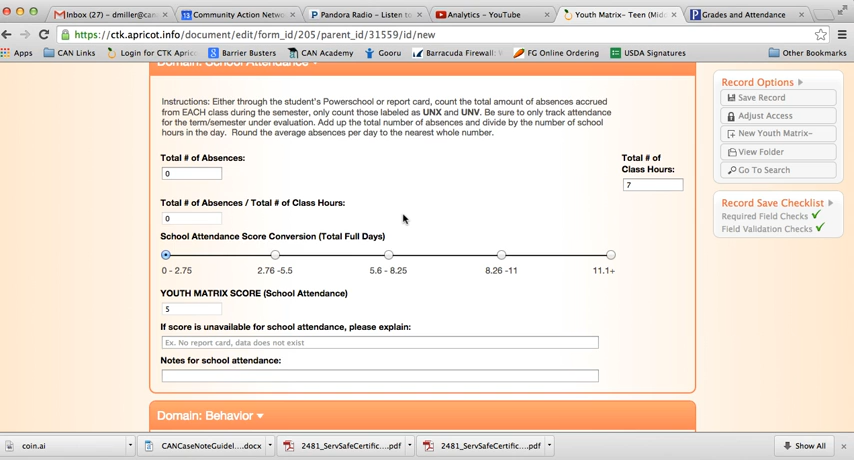 Inbox (27) - dmiller@can
Community Action Netw
Pandora Radio - Listen to
Analytics - YouTube
Youth Matrix- Teen (Midd
Grades and Attendance
https://ctk.apricot.info/document/edit/form_id/205/parent_id/31559/id/new
Apps
CAN Links
Login for CTK Apric
Barrier Busters
CAN Academy
Gooru
Barracuda Firewall:
FG Online Ordering
USDA Signatures
Other Bookmarks
Domain: School Attendance
Instructions: Either through the student's Powerschool or report card, count the total amount of absences accrued
from EACH class during the semester, only count those labeled as UNX and UNV. Be sure to only track attendance
for the term/semester under evaluation. Add up the total number of absences and divide by the number of school
hours in the day. Round the average absences per day to the nearest whole number.
Total # of Absences:
0
Total # of
Class Hours:
7
Total # of Absences / Total # of Class Hours:
0
School Attendance Score Conversion (Total Full Days)
0 - 2.75
2.76 -5.5
5.6 - 8.25
8.26 -11
11.1+
YOUTH MATRIX SCORE (School Attendance)
5
If score is unavailable for school attendance, please explain:
Ex. No report card, data does not exist
Notes for school attendance:
Domain: Behavior
Record Options
Save Record
Adjust Access
New Youth Matrix-
View Folder
Go To Search
Record Save Checklist
Required Field Checks
Field Validation Checks
coin.ai
CANCaseNoteGuidel....docx
2481_ServSafeCertific....pdf
2481_ServSafeCertific....pdf
Show All